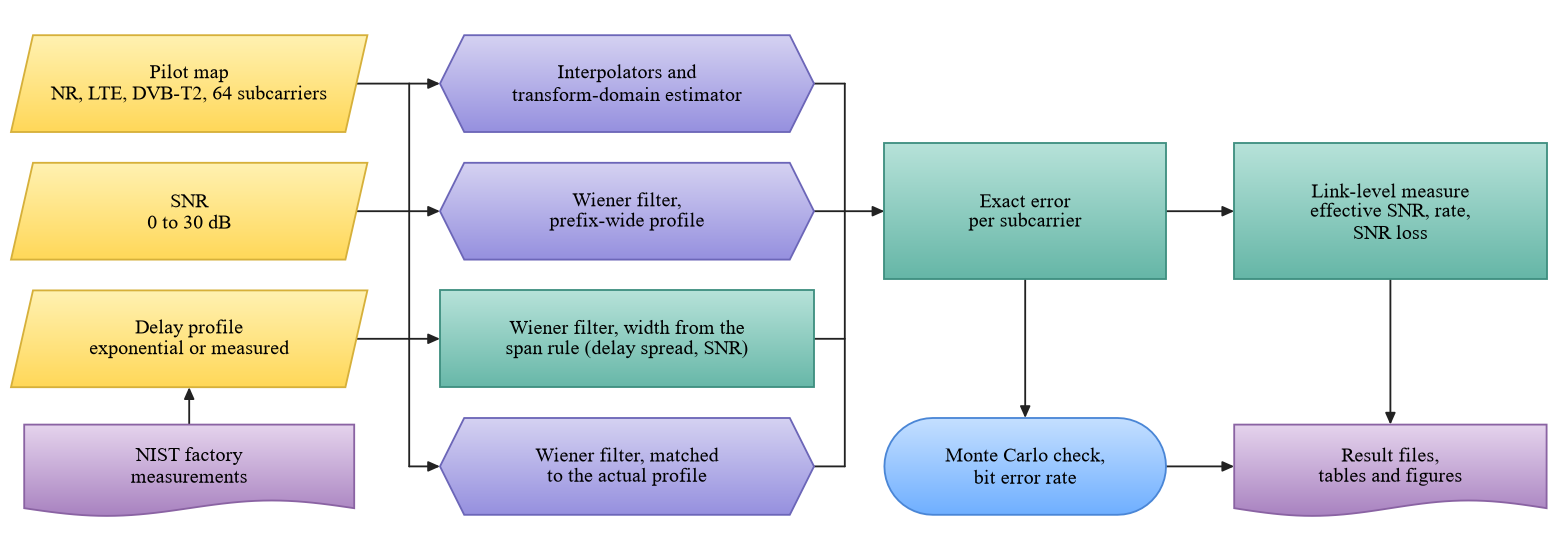 Pilot map
NR, LTE, DVB-T2, 64 subcarriers
SNR
0 to 30 dB
Delay profile
exponential or measured
NIST factory
measurements
Interpolators and
transform-domain estimator
Wiener filter,
prefix-wide profile
Wiener filter, width from the
span rule (delay spread, SNR)
Wiener filter, matched
to the actual profile
Exact error
per subcarrier
Monte Carlo check,
bit error rate
Link-level measure
effective SNR, rate,
SNR loss
Result files,
tables and figures